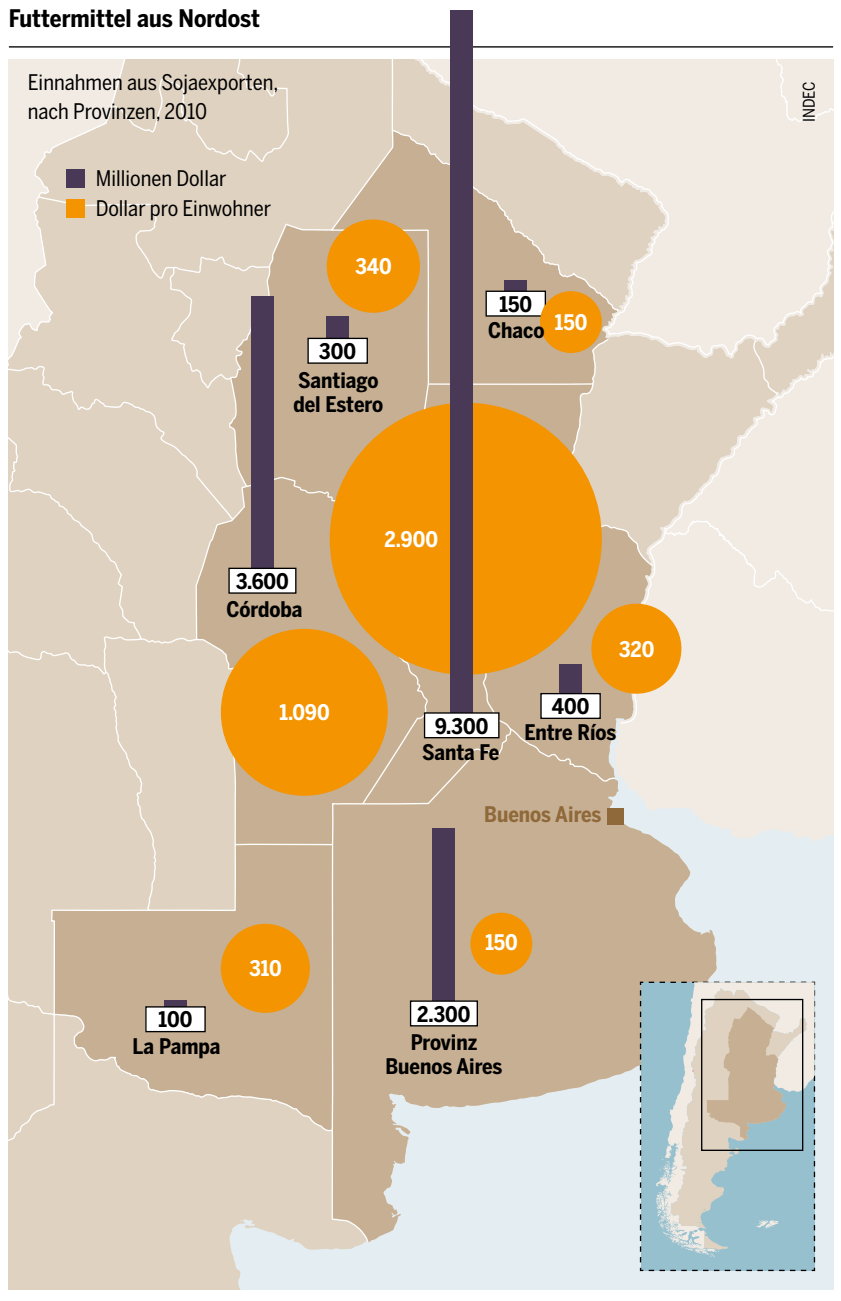 Futtermittel aus Nordost
Einnahmen aus Sojaexporten,
nach Provinzen, 2010
INDEC
Millionen Dollar
Dollar pro Einwohner
340
150
Chaco
150
300
Santiago
del Estero
2.900
3.600
Córdoba
320
400
Entre Ríos
1.090
9.300
Santa Fe
Buenos Aires
150
310
2.300
Provinz
Buenos Aires
100
La Pampa